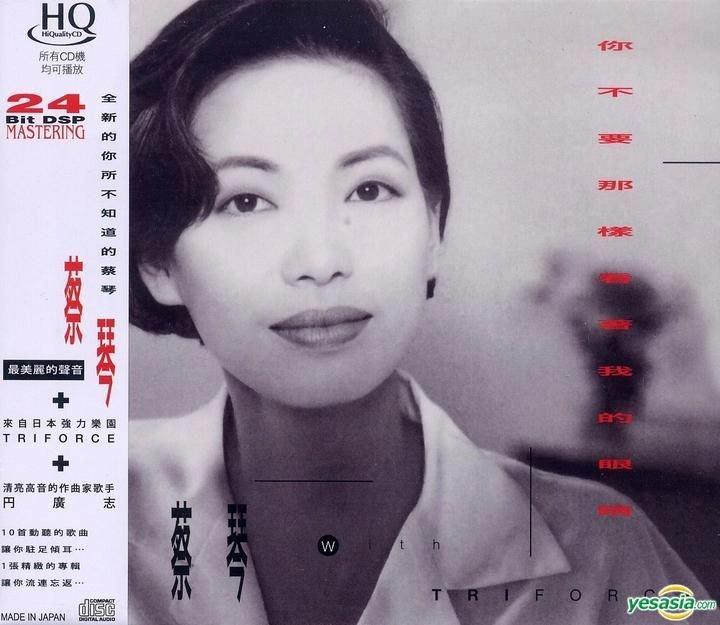 HQ
HiQualityCD
所有CD機
均可播放
24
Bit DSP
MASTERING
全新的你所不知道的蔡琴
蔡琴
最美麗的聲音
+
來自日本強力樂園
TRIFORCE
+
清亮高音的作曲家歌手
円廣志
10首動聽的歌曲
讓你駐足傾耳…
1張精緻的專輯
讓你流連忘返…
MADE IN JAPAN
COMPACT
disc
DIGITAL AUDIO
你不要那樣看著我的眼睛
蔡琴
With
TRIFORC
yesasia.com